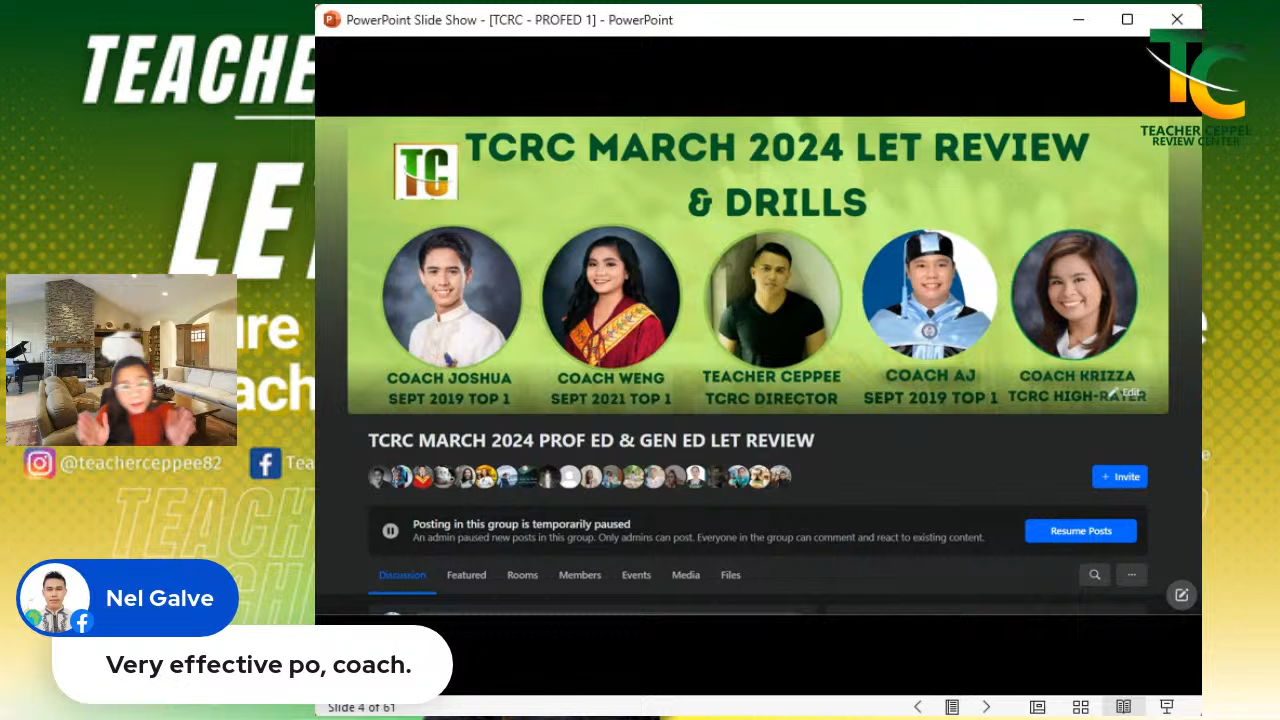 PowerPoint Slide Show - [TCRC - PROFED 1] - PowerPoint
TEACHE
LE
ure
ach
@teacherceppee82
Tea
TEACH
TC
TEACHER CEPPEE
REVIEW CENTER
TC
TCRC MARCH 2024 LET REVIEW
& DRILLS
COACH JOSHUA
SEPT 2019 TOP 1
COACH WENG
SEPT 2021 TOP 1
TEACHER CEPPEE
TCRC DIRECTOR
COACH AJ
SEPT 2019 TOP 1
COACH KRIZZA
TCRC HIGH-RATER
Edit
TCRC MARCH 2024 PROF ED & GEN ED LET REVIEW
+ Invite
Posting in this group is temporarily paused
An admin paused new posts in this group. Only admins can post. Everyone in the group can comment and react to existing content.
Resume Posts
Discussion Featured Rooms Members Events Media Files
Nel Galve
Very effective po, coach.
Slide 4 of 61